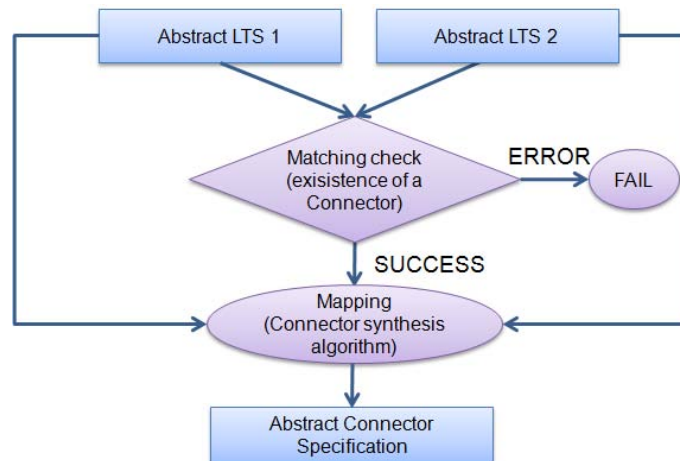 Abstract LTS 1
Abstract LTS 2
Matching check
(exisistence of a
Connector)
ERROR
FAIL
SUCCESS
Mapping
(Connector synthesis
algorithm)
Abstract Connector
Specification